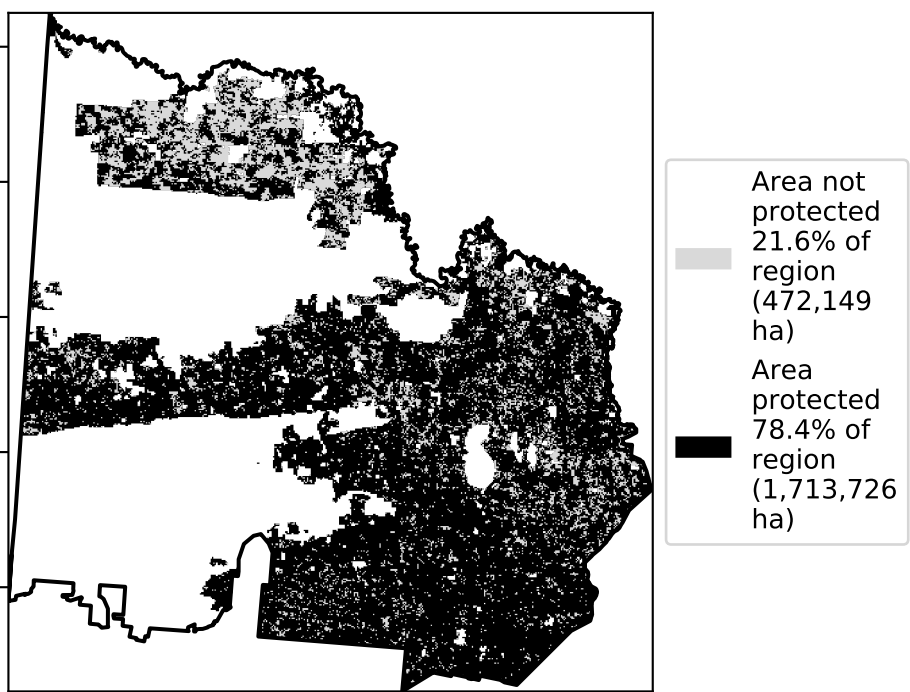 Area not
protected
21.6% of
region
(472,149
ha)
Area
protected
78.4% of
region
(1,713,726
ha)